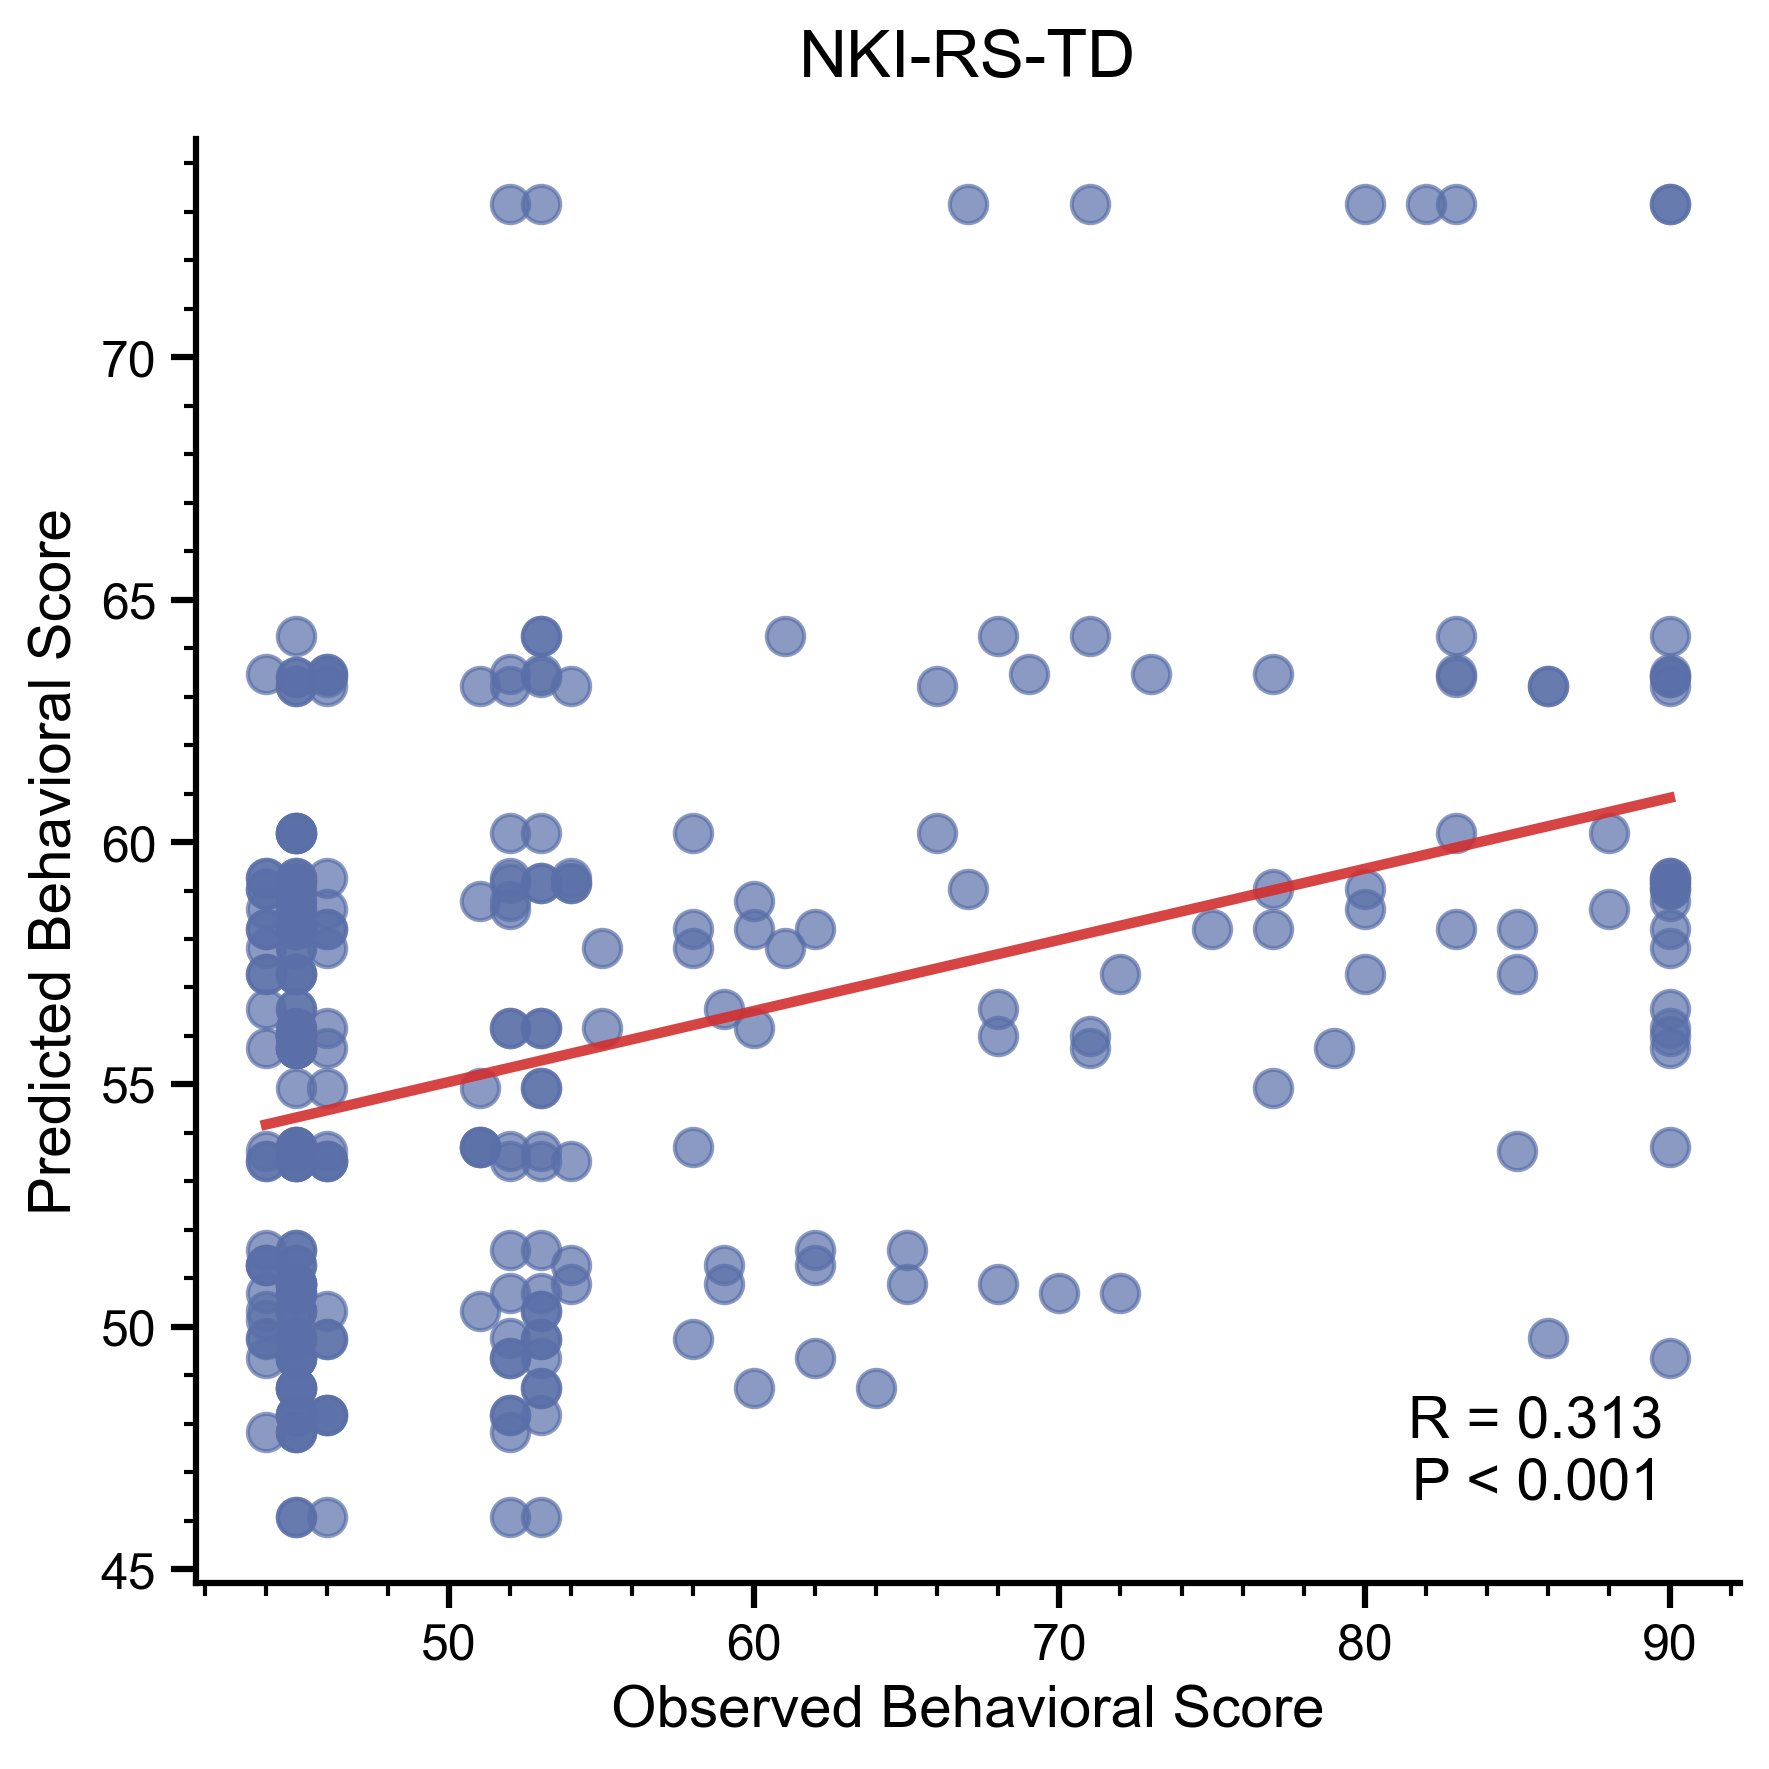 NKI-RS-TD
Predicted Behavioral Score
70
65
60
55
50
45
R = 0.313
P < 0.001
50 60 70 80 90
Observed Behavioral Score